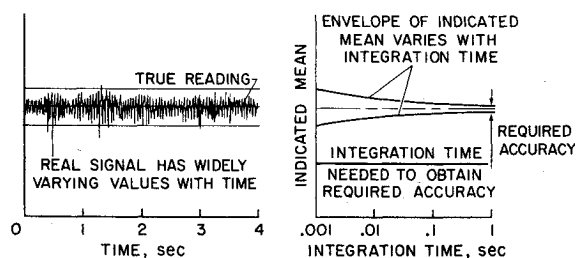 TRUE READING
REAL SIGNAL HAS WIDELY
VARYING VALUES WITH TIME
0 1 2 3 4
TIME, sec
ENVELOPE OF INDICATED
MEAN VARIES WITH
INTEGRATION TIME
INDICATED MEAN
REQUIRED
ACCURACY
INTEGRATION TIME
NEEDED TO OBTAIN
REQUIRED ACCURACY
.001 .01 .1 1
INTEGRATION TIME, sec